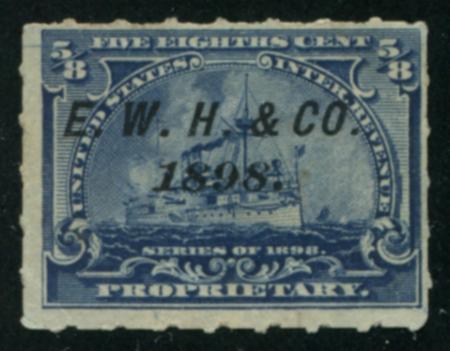 FIVE EIGHTHS CENT
5/8 5/8
UNITED STATES INTER. REVENUE
E. W. H. & CO.
1898.
SERIES OF 1898.
PROPRIETARY.